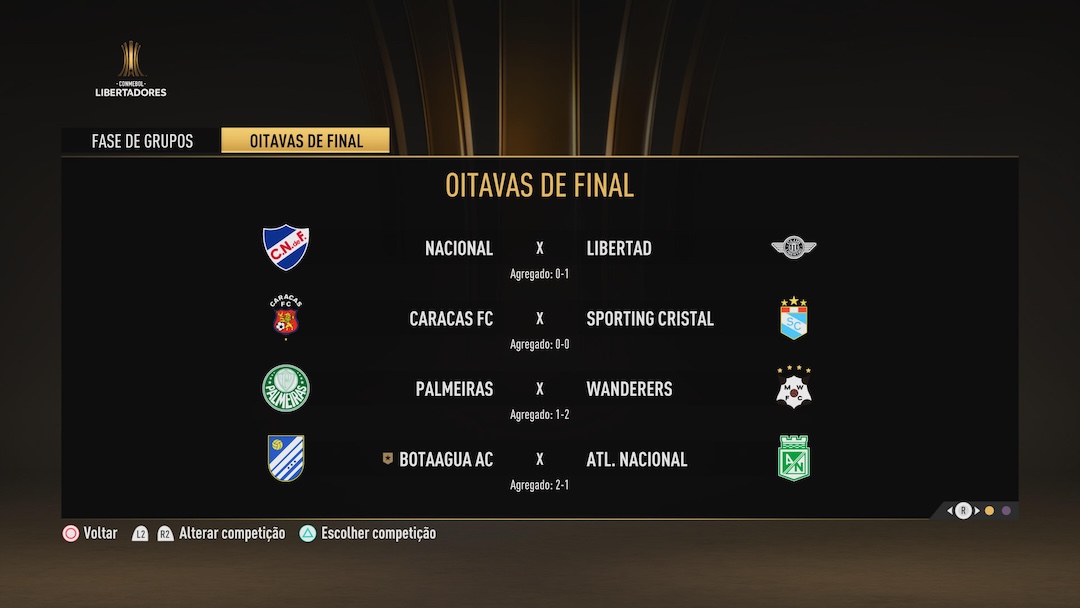 ·CONMEBOL·
LIBERTADORES
FASE DE GRUPOS
OITAVAS DE FINAL
OITAVAS DE FINAL
C.N.deF.
NACIONAL X LIBERTAD
Agregado: 0-1
CARACAS
FC
CARACAS FC X SPORTING CRISTAL
SC
Agregado: 0-0
PALMEIRAS
PALMEIRAS X WANDERERS
M W
F C
Agregado: 1-2
BOTAAGUA AC X ATL. NACIONAL
AN
Agregado: 2-1
R
Voltar L2 R2 Alterar competição Escolher competição